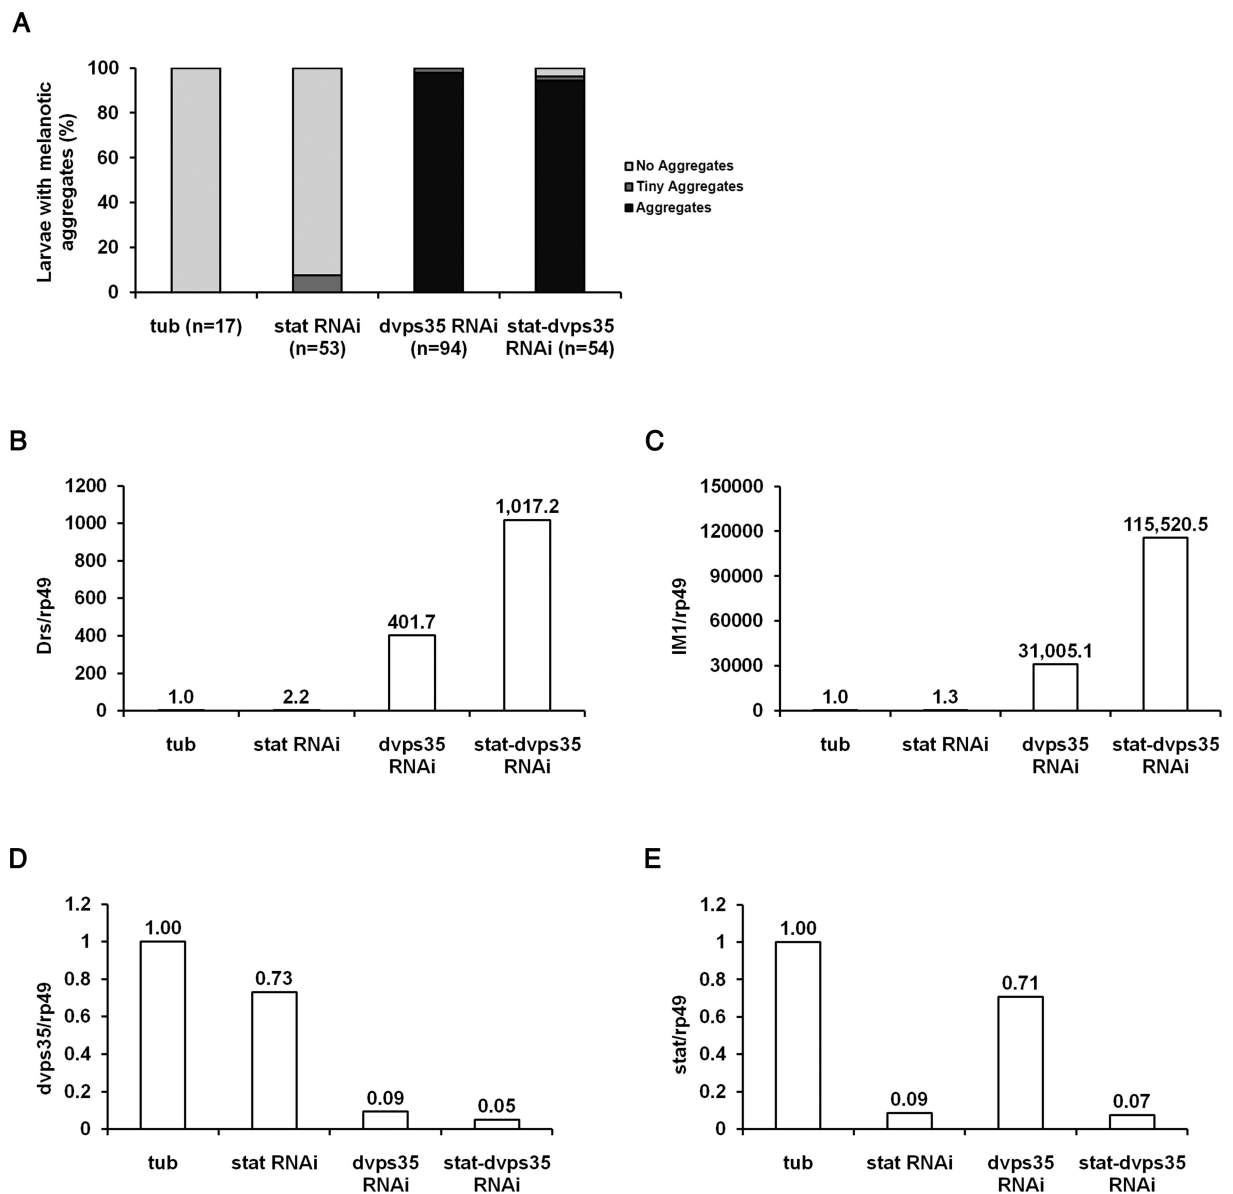 A
Larvae with melanotic
aggregates (%)
100
80
60
40
20
0
tub (n=17)
stat RNAi
(n=53)
dvps35 RNAi
(n=94)
stat-dvps35
RNAi (n=54)
No Aggregates
Tiny Aggregates
Aggregates
B
Drs/rp49
1200
1000
800
600
400
200
0
1.0
2.2
401.7
1,017.2
tub
stat RNAi
dvps35
RNAi
stat-dvps35
RNAi
C
IM1/rp49
150000
120000
90000
60000
30000
0
1.0
1.3
31,005.1
115,520.5
tub
stat RNAi
dvps35
RNAi
stat-dvps35
RNAi
D
dvps35/rp49
1.2
1
0.8
0.6
0.4
0.2
0
1.00
0.73
0.09
0.05
tub
stat RNAi
dvps35
RNAi
stat-dvps35
RNAi
E
stat/rp49
1.2
1
0.8
0.6
0.4
0.2
0
1.00
0.09
0.71
0.07
tub
stat RNAi
dvps35
RNAi
stat-dvps35
RNAi